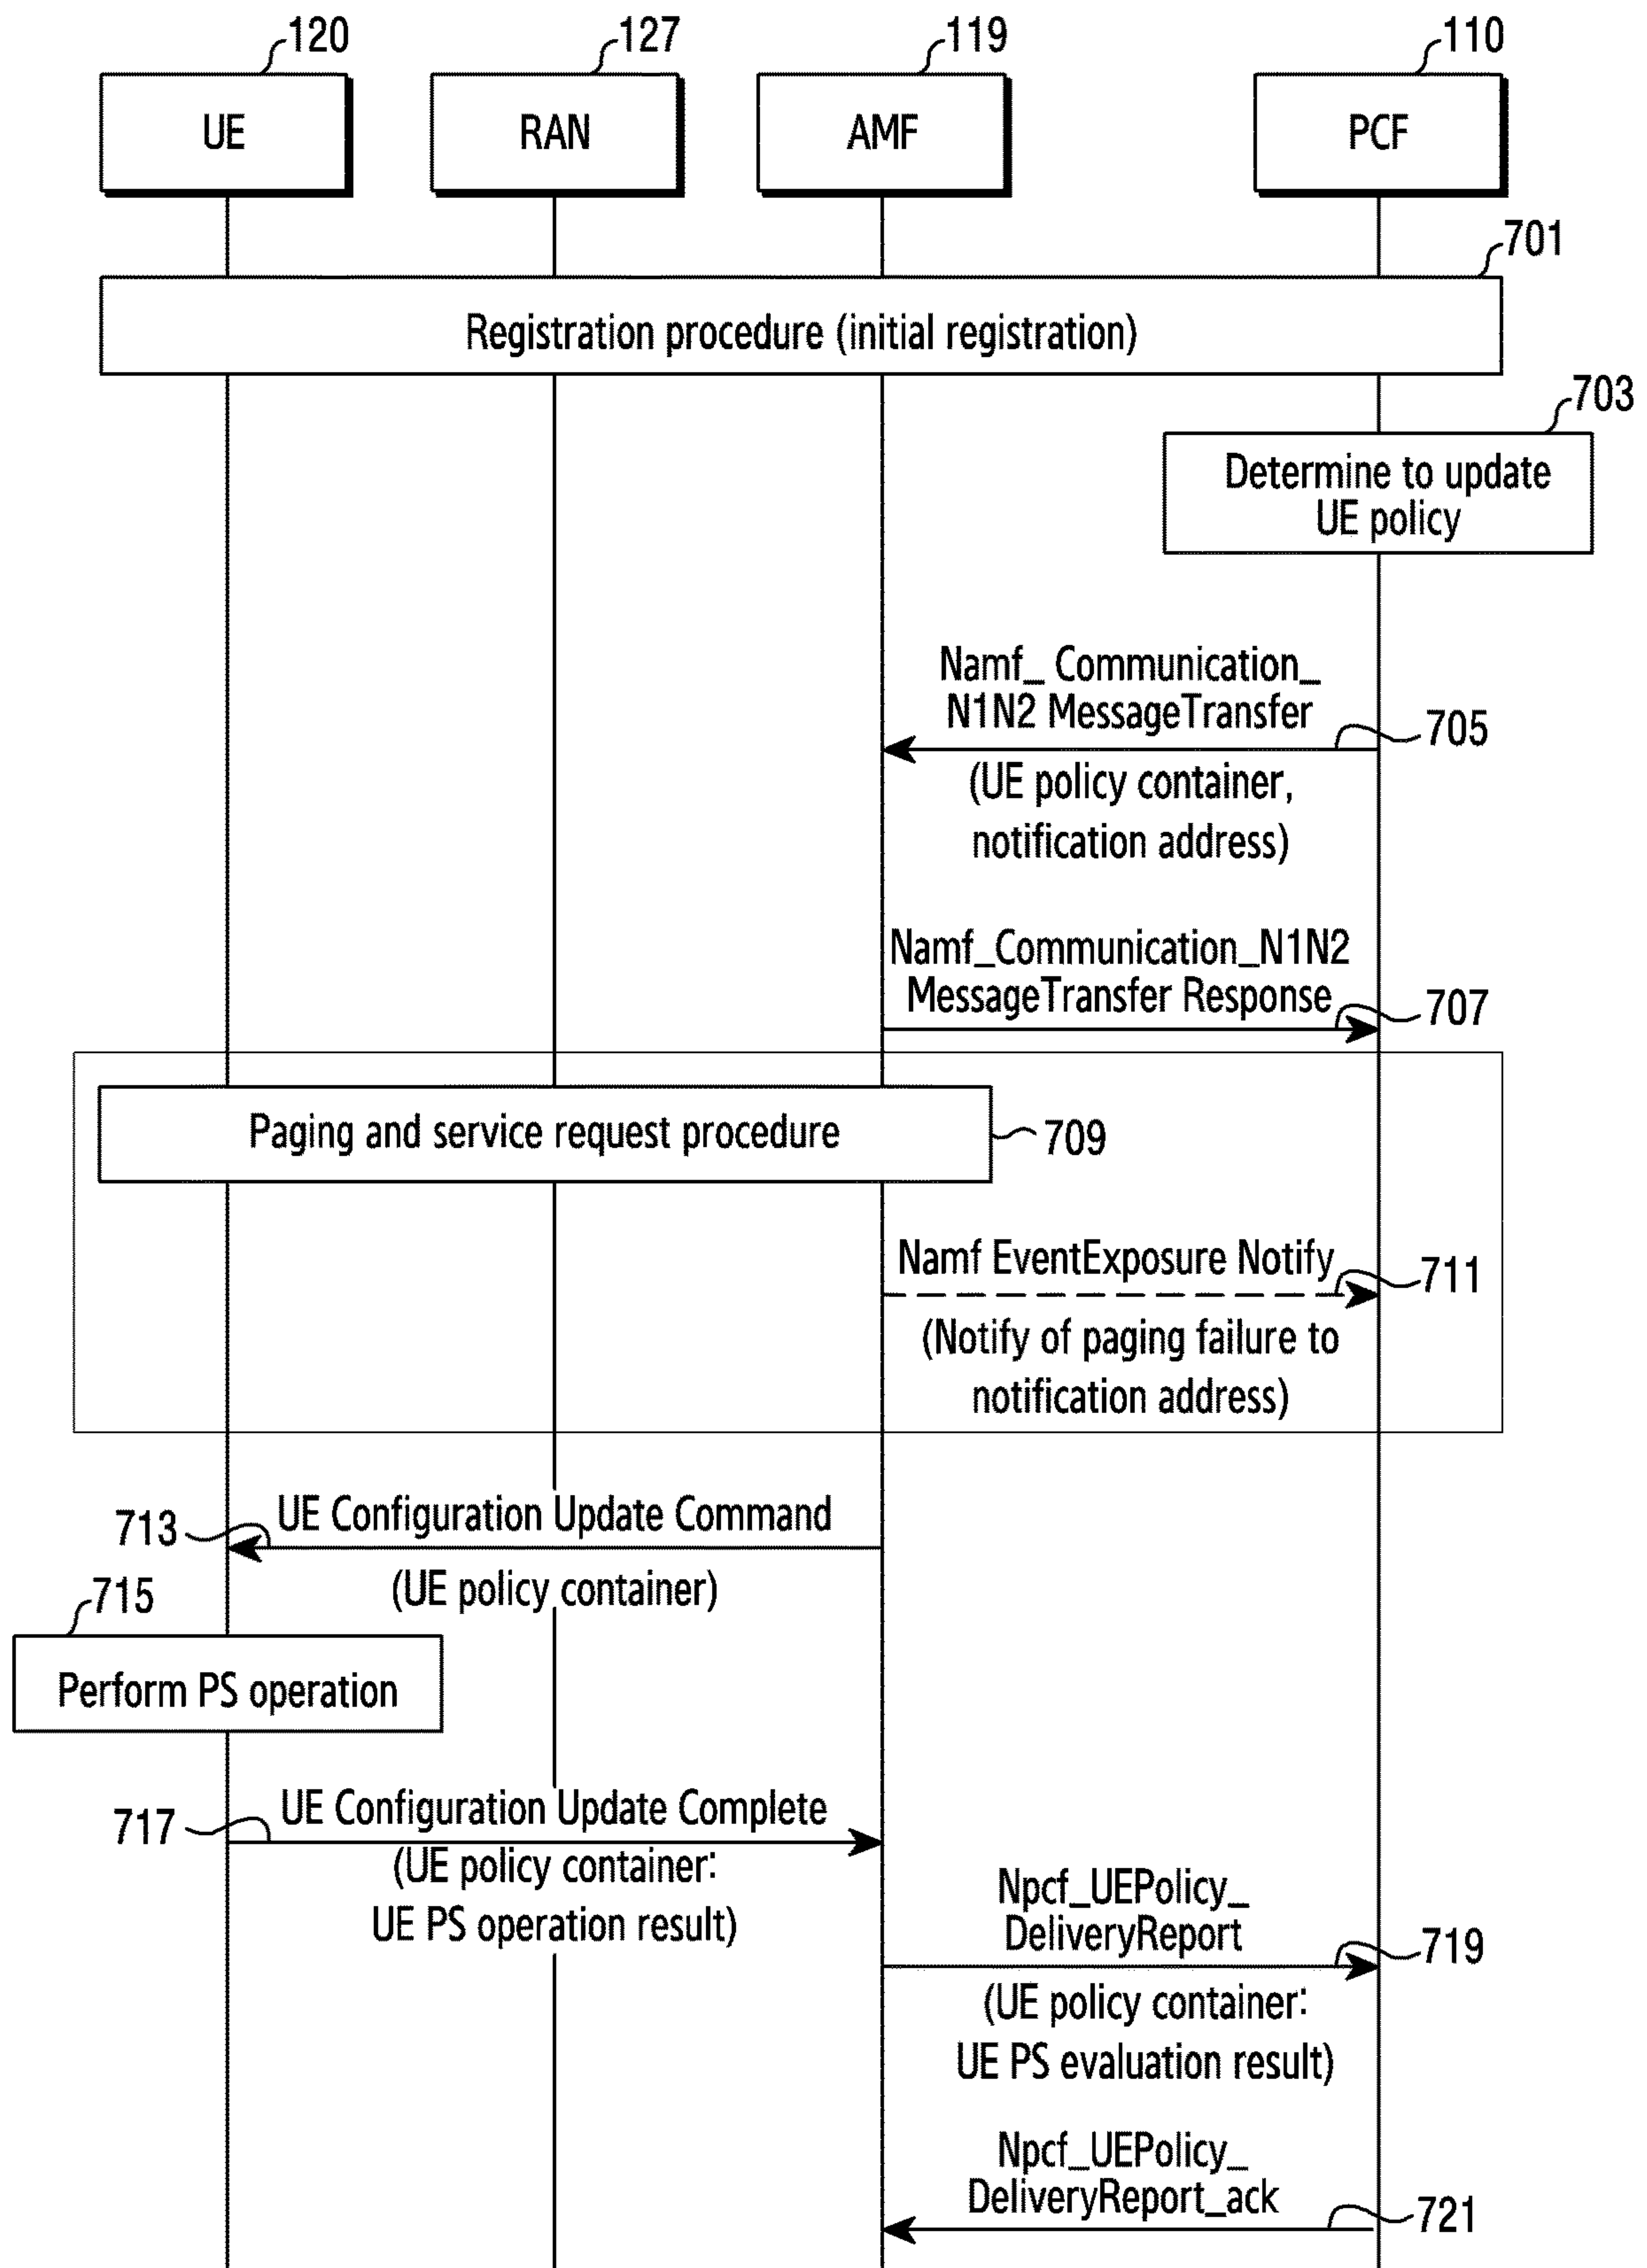 120
127
119
110
UE
RAN
AMF
PCF
701
Registration procedure (initial registration)
703
Determine to update
UE policy
Namf_ Communication_
N1N2 MessageTransfer
705
(UE policy container,
notification address)
Namf_Communication_N1N2
MessageTransfer Response
707
Paging and service request procedure
709
Namf EventExposure Notify
711
(Notify of paging failure to
notification address)
UE Configuration Update Command
713
(UE policy container)
715
Perform PS operation
UE Configuration Update Complete
717
(UE policy container:
UE PS operation result)
Npcf_UEPolicy_
DeliveryReport
719
(UE policy container:
UE PS evaluation result)
Npcf_UEPolicy_
DeliveryReport_ack
721